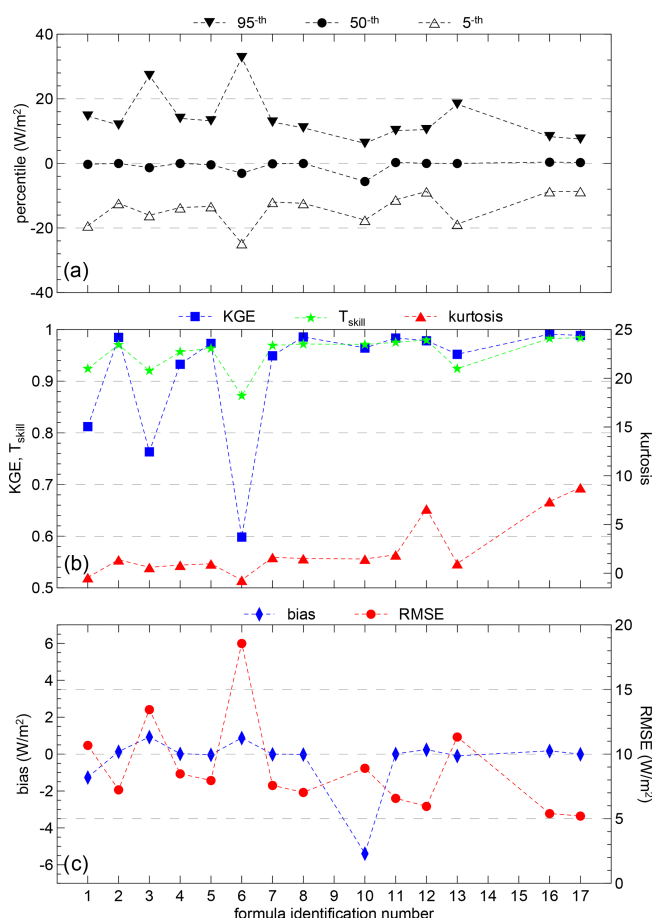 95-th 50-th 5-th
40
20
0
-20
-40
percentile (W/m2)
(a)
KGE Tskill kurtosis
1
0.9
0.8
0.7
0.6
0.5
KGE, Tskill
25
20
15
10
5
0
kurtosis
(b)
bias RMSE
6
4
2
0
-2
-4
-6
bias (W/m2)
20
15
10
5
0
RMSE (W/m2)
(c)
1 2 3 4 5 6 7 8 9 10 11 12 13 14 15 16 17
formula identification number